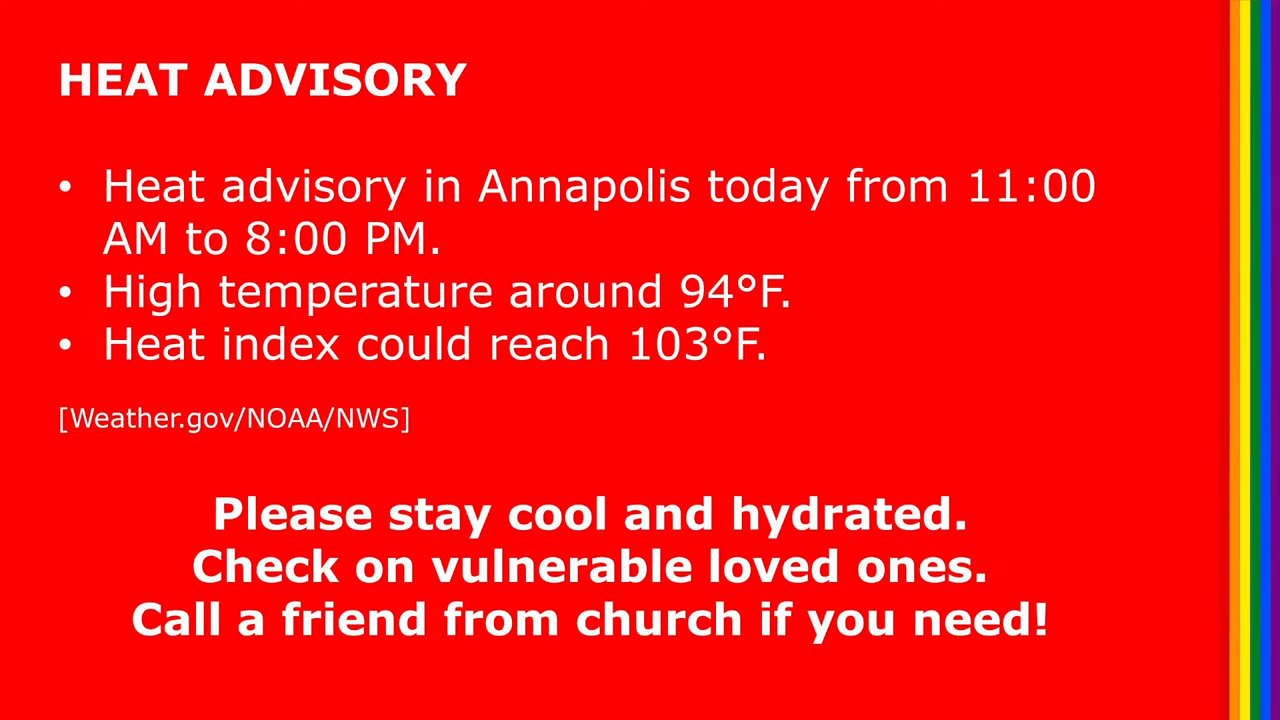 HEAT ADVISORY
• Heat advisory in Annapolis today from 11:00
AM to 8:00 PM.
• High temperature around 94°F.
• Heat index could reach 103°F.
[Weather.gov/NOAA/NWS]
Please stay cool and hydrated.
Check on vulnerable loved ones.
Call a friend from church if you need!